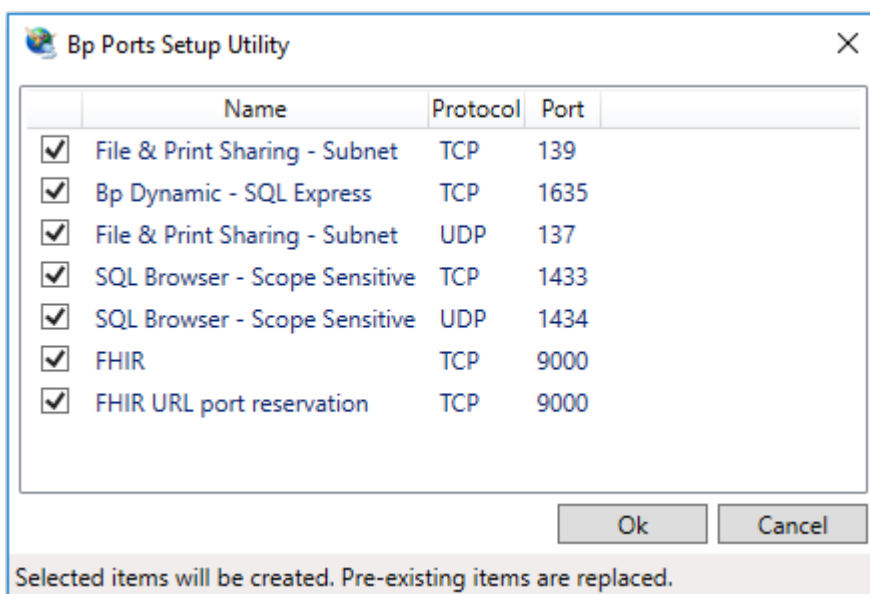 Bp Ports Setup Utility
Name Protocol Port
File & Print Sharing - Subnet TCP 139
Bp Dynamic - SQL Express TCP 1635
File & Print Sharing - Subnet UDP 137
SQL Browser - Scope Sensitive TCP 1433
SQL Browser - Scope Sensitive UDP 1434
FHIR TCP 9000
FHIR URL port reservation TCP 9000
Ok Cancel
Selected items will be created. Pre-existing items are replaced.